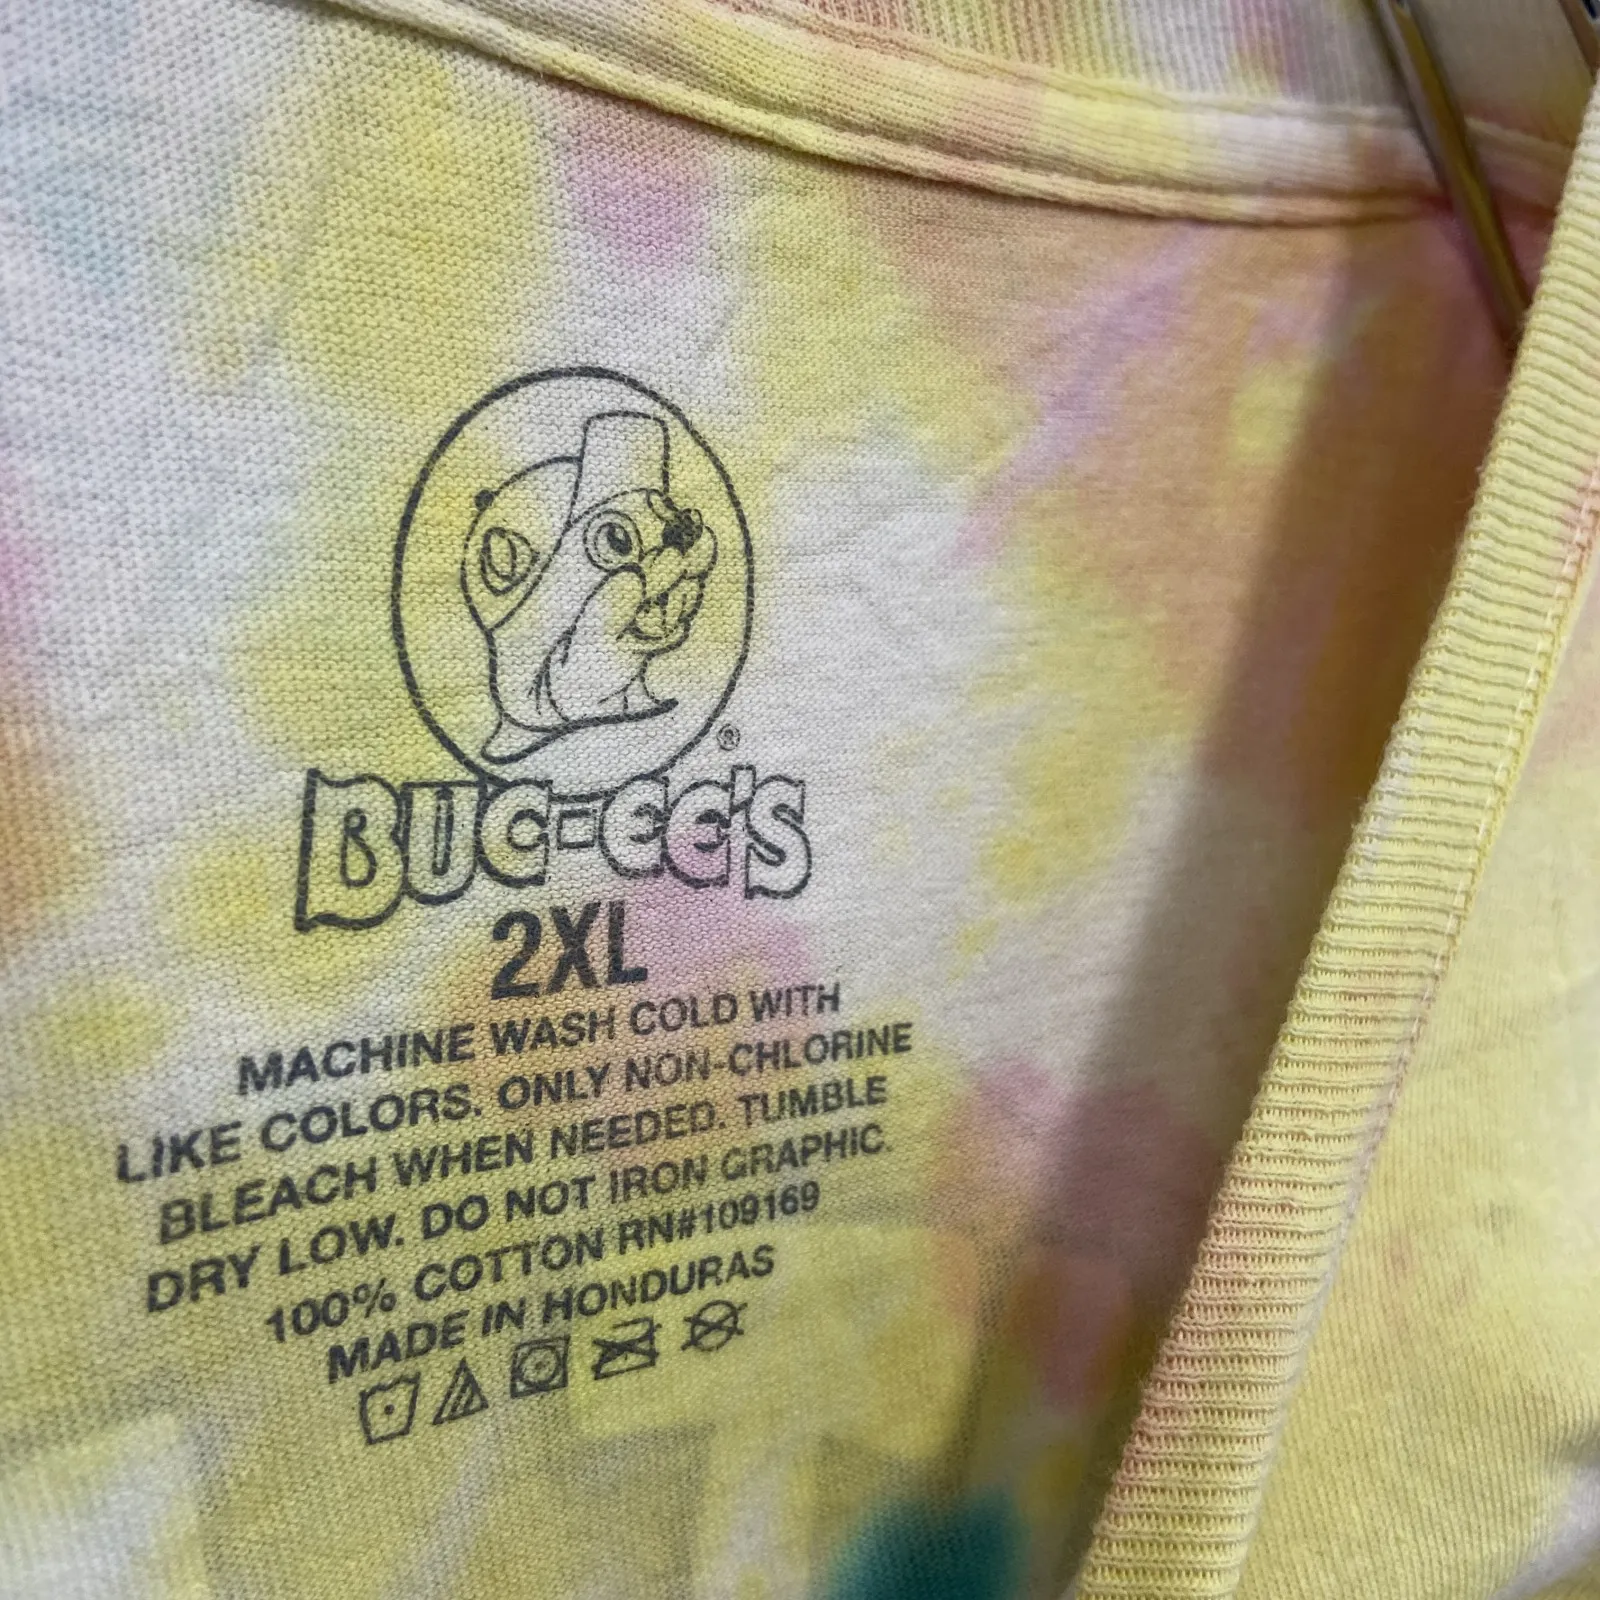 ®
BUC-EE'S
2XL
MACHINE WASH COLD WITH
LIKE COLORS. ONLY NON-CHLORINE
BLEACH WHEN NEEDED. TUMBLE
DRY LOW. DO NOT IRON GRAPHIC.
100% COTTON RN#109169
MADE IN HONDURAS